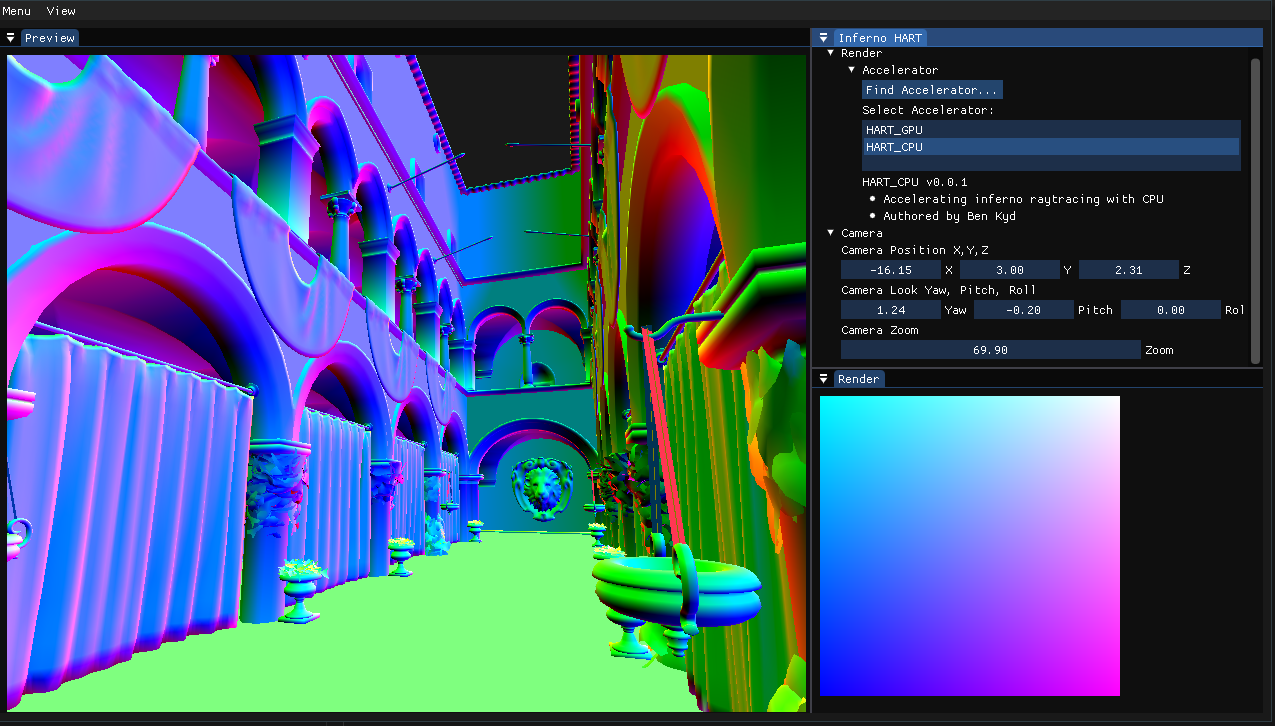 Menu View
Preview
Inferno HART
Render
Accelerator
Find Accelerator...
Select Accelerator:
HART_GPU
HART_CPU
HART_CPU v0.0.1
Accelerating inferno raytracing with CPU
Authored by Ben Kyd
Camera
Camera Position X,Y,Z
-16.15 X 3.00 Y 2.31 Z
Camera Look Yaw, Pitch, Roll
1.24 Yaw -0.20 Pitch 0.00 Rol
Camera Zoom
69.90 Zoom
Render